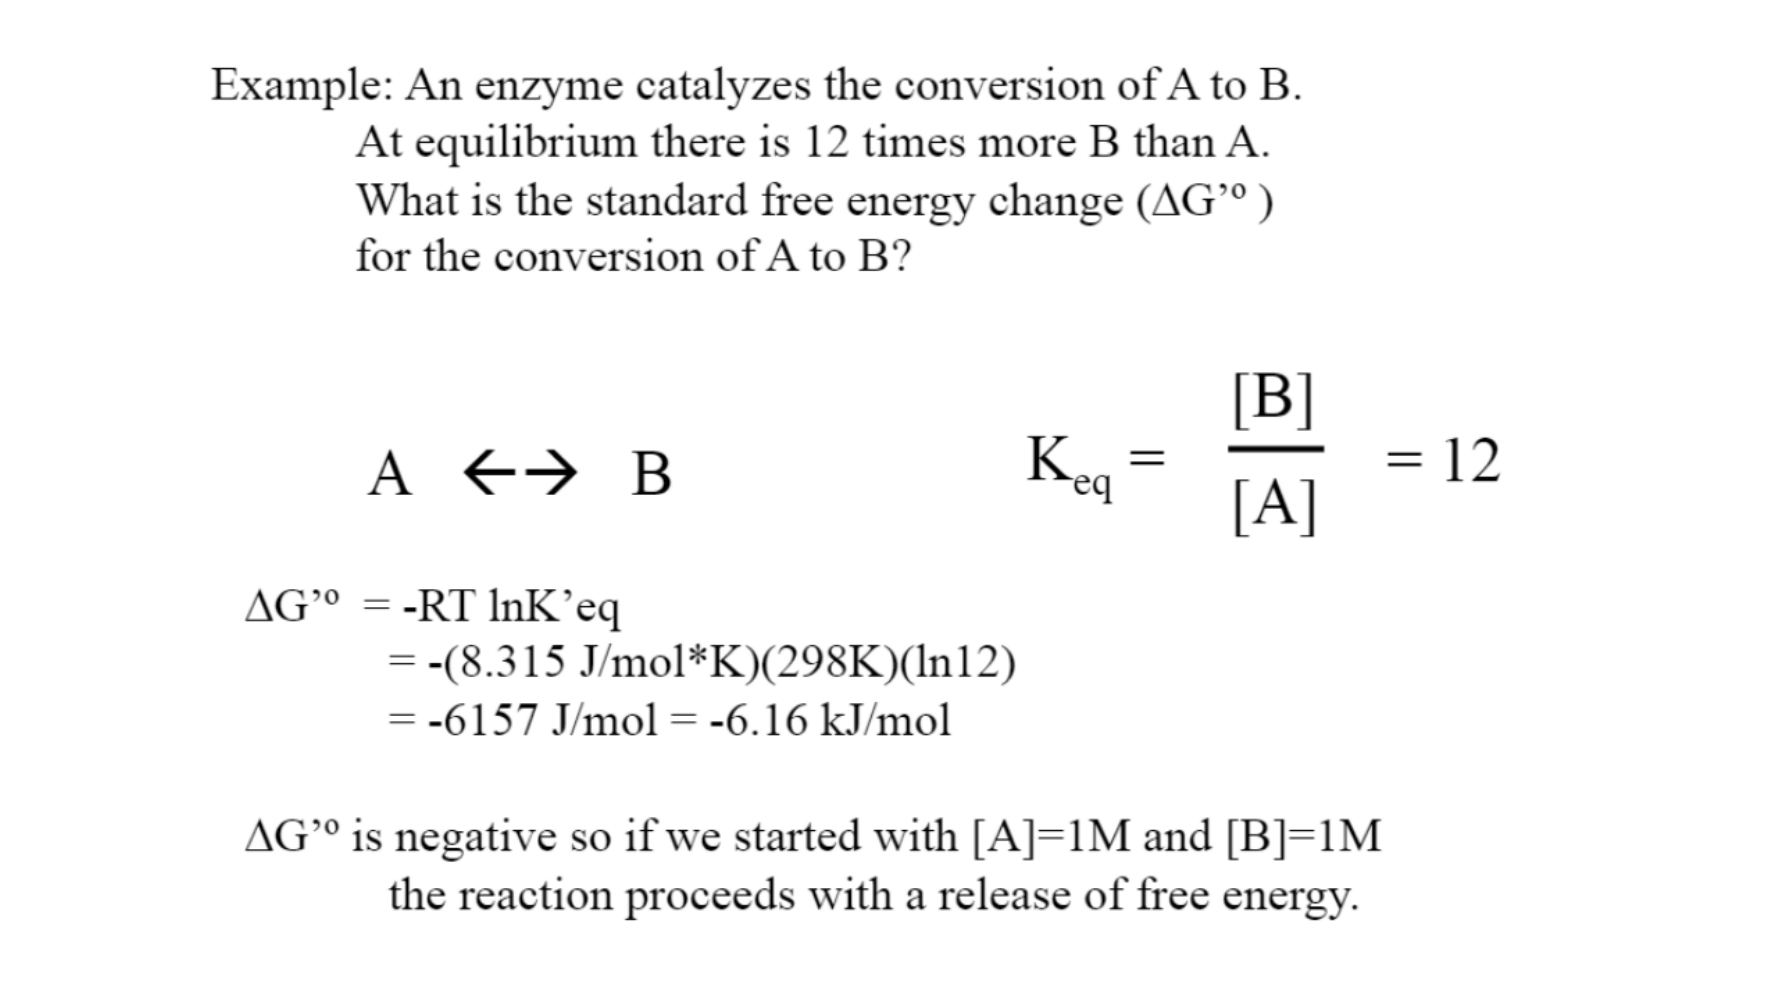 Example: An enzyme catalyzes the conversion of A to B.
At equilibrium there is 12 times more B than A.
What is the standard free energy change (ΔG’º )
for the conversion of A to B?
A ←→ B
Keq = [B] / [A] = 12
ΔG’º = -RT lnK’eq
= -(8.315 J/mol*K)(298K)(ln12)
= -6157 J/mol = -6.16 kJ/mol
ΔG’º is negative so if we started with [A]=1M and [B]=1M
the reaction proceeds with a release of free energy.